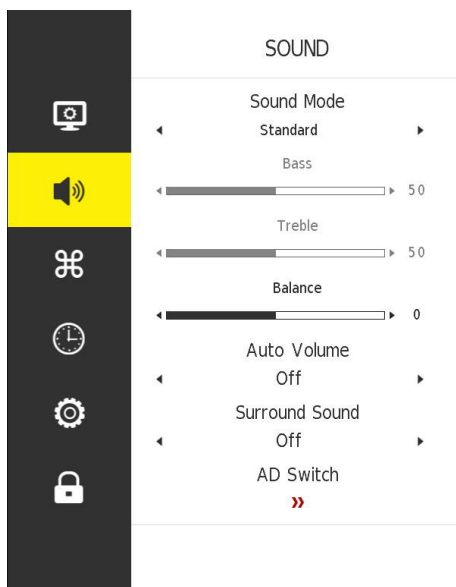 SOUND
Sound Mode
Standard
Bass
50
Treble
50
Balance
0
Auto Volume
Off
Surround Sound
Off
AD Switch